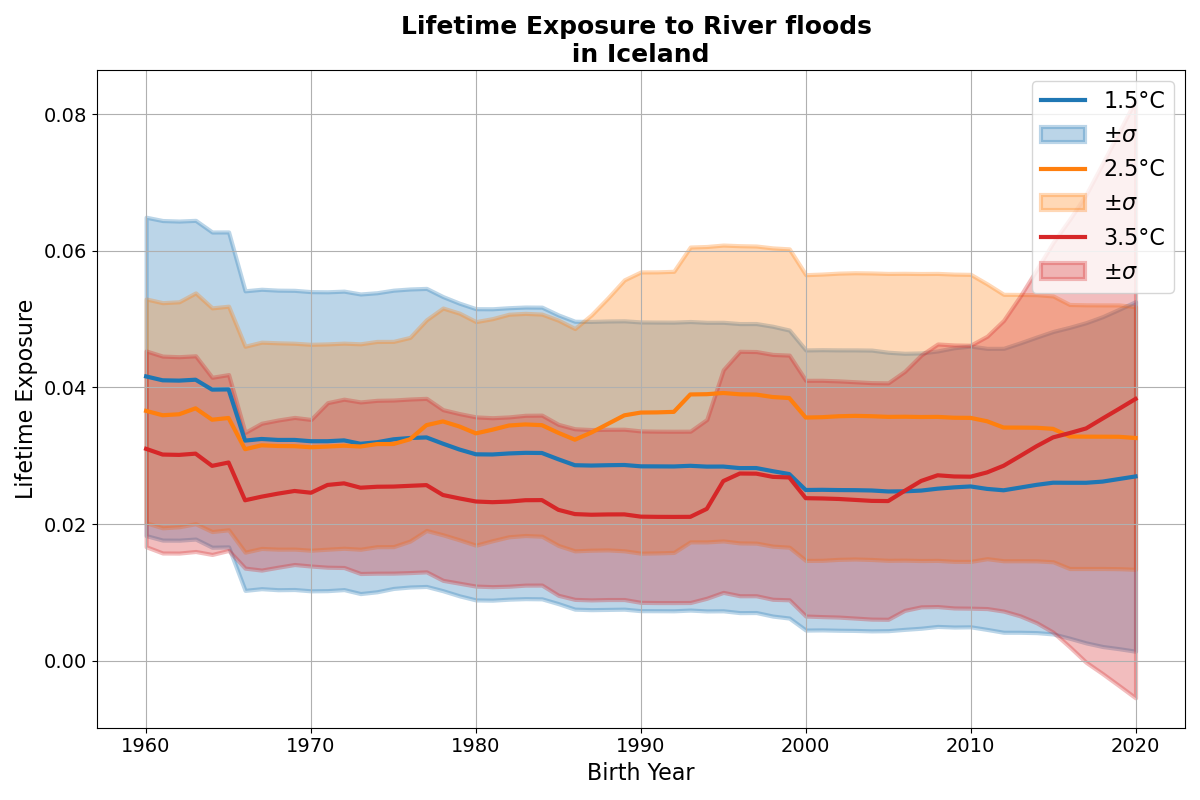 Lifetime Exposure to River floods
in Iceland
Lifetime Exposure
0.08
0.06
0.04
0.02
0.00
1960
1970
1980
1990
2000
2010
2020
Birth Year
1.5°C
±σ
2.5°C
±σ
3.5°C
±σ